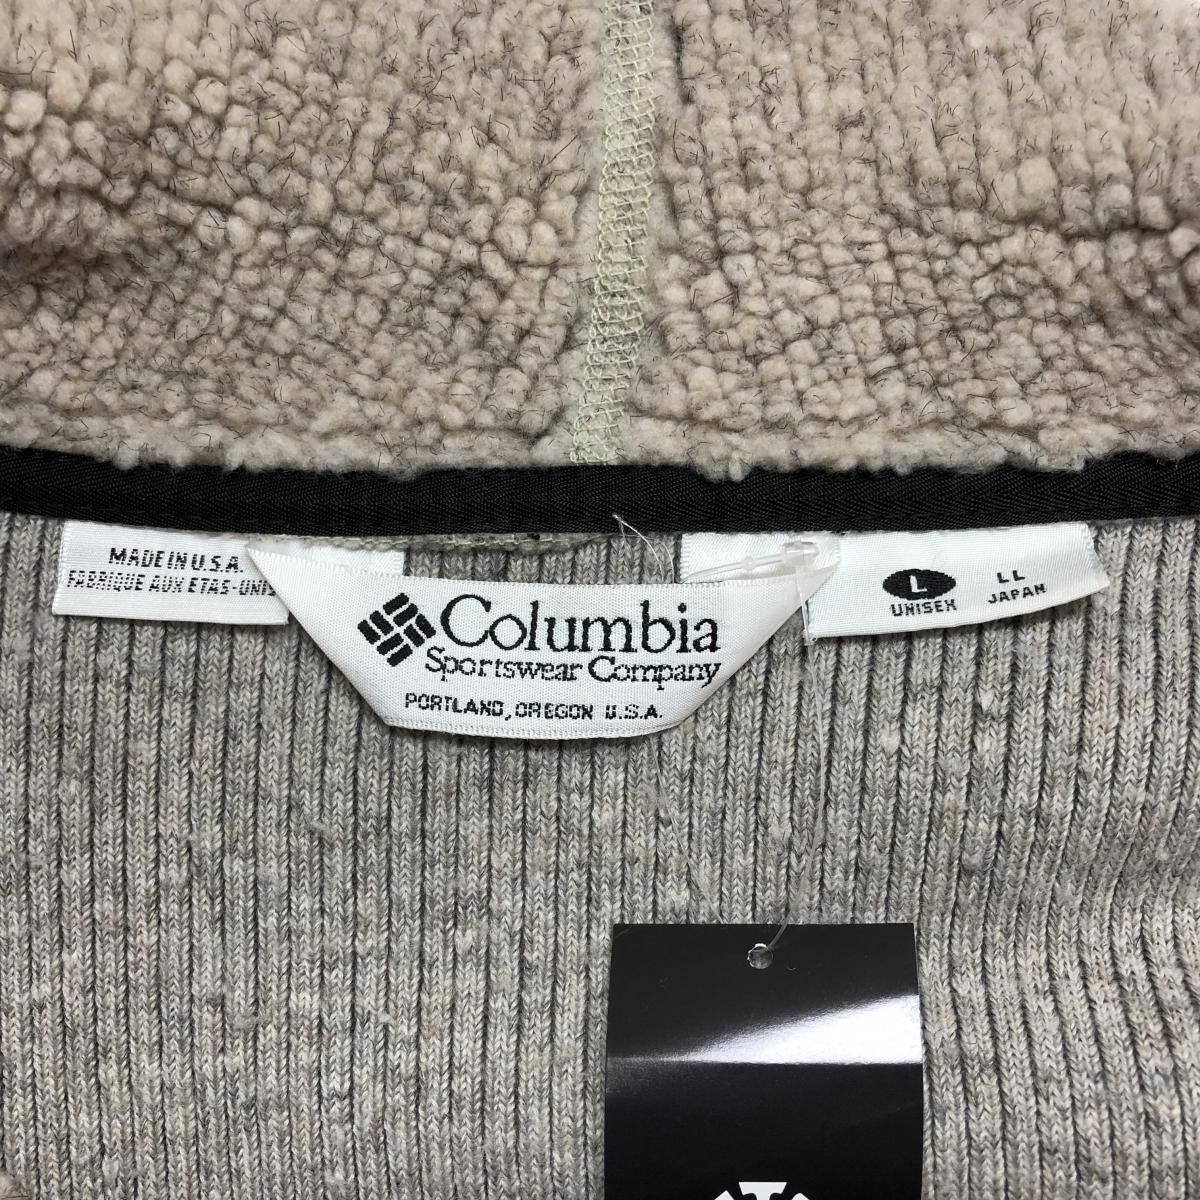 MADE IN U.S.A.
FABRIQUE AUX ETAS-UNIS
Columbia
Sportswear Company
PORTLAND, OREGON U.S.A.
L
UNISEX
LL
JAPAN